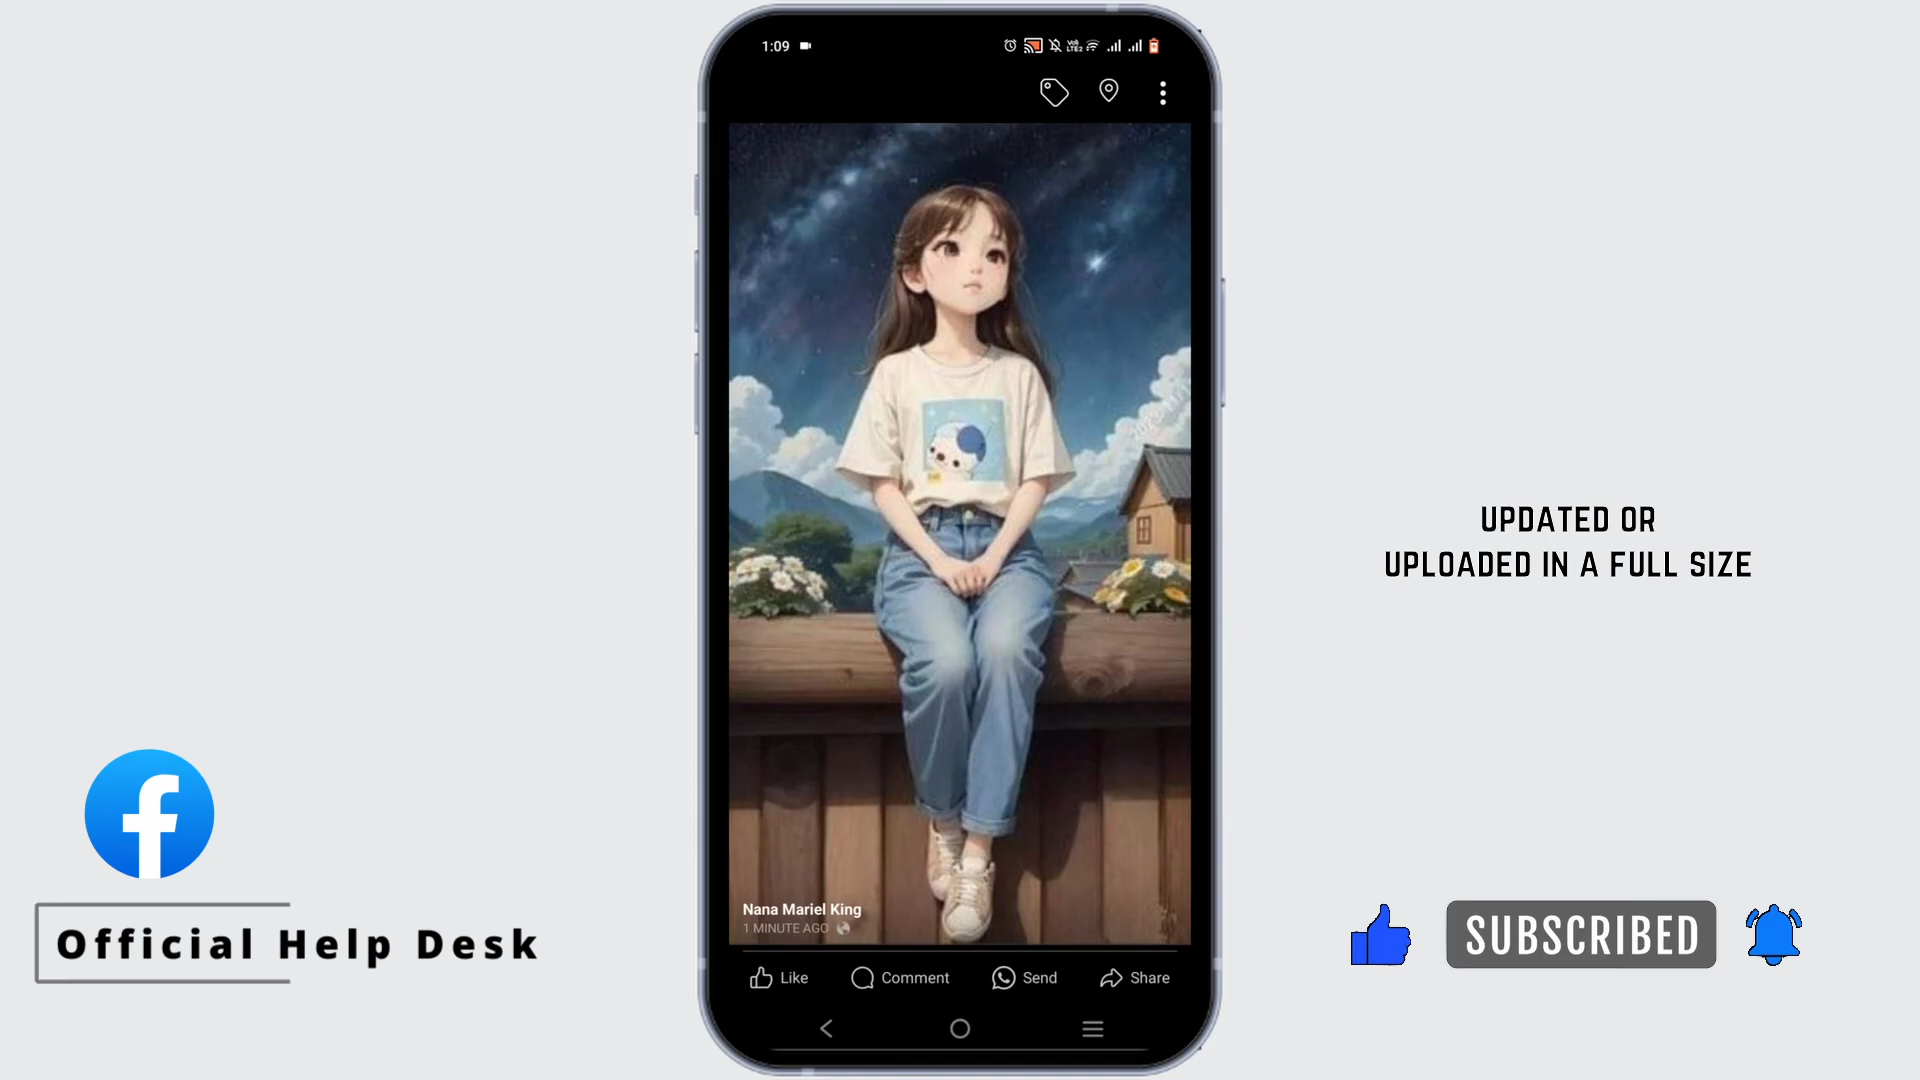 1:09
UPDATED OR
UPLOADED IN A FULL SIZE
Nana Mariel King
1 MINUTE AGO
Like
Comment
Send
Share
Official Help Desk
SUBSCRIBED